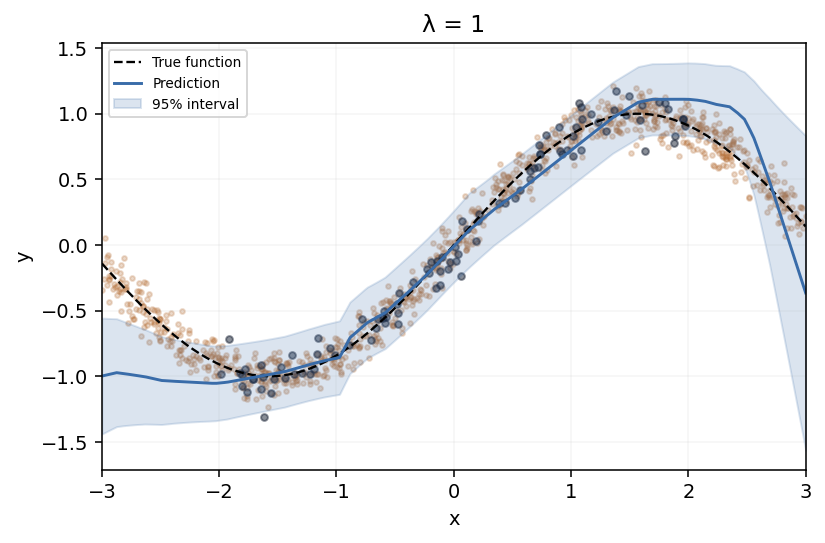 λ = 1
True function
Prediction
95% interval
1.5
1.0
0.5
0.0
−0.5
−1.0
−1.5
y
−3 −2 −1 0 1 2 3
x